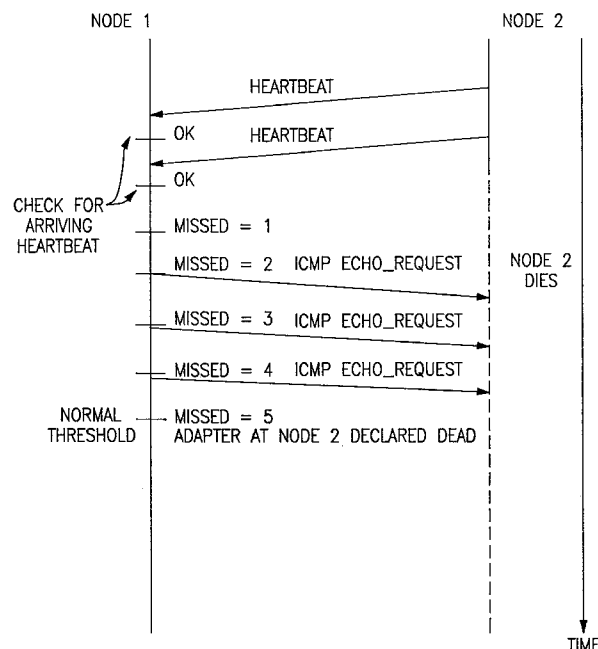 NODE 1
NODE 2
HEARTBEAT
OK
HEARTBEAT
OK
CHECK FOR
ARRIVING
HEARTBEAT
MISSED = 1
MISSED = 2 ICMP ECHO_REQUEST
NODE 2
DIES
MISSED = 3 ICMP ECHO_REQUEST
MISSED = 4 ICMP ECHO_REQUEST
NORMAL
THRESHOLD
MISSED = 5
ADAPTER AT NODE 2 DECLARED DEAD
TIME